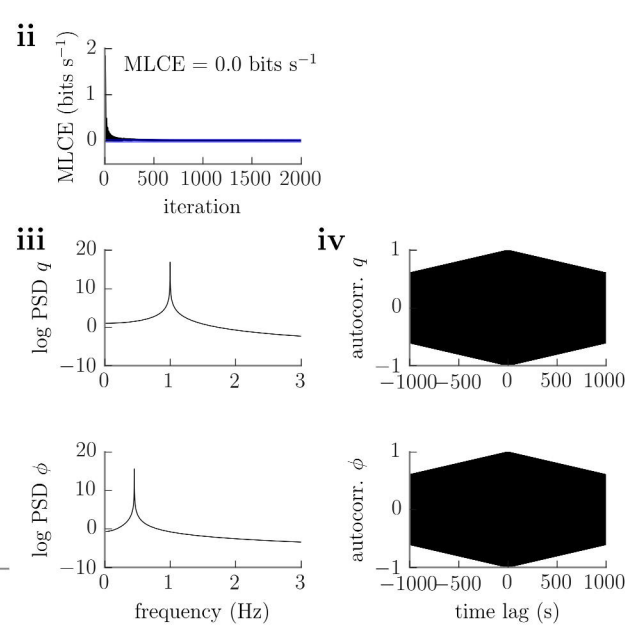 ii
MLCE (bits s⁻¹)
2
1
0
MLCE = 0.0 bits s⁻¹
0 500 1000 1500 2000
iteration
iii
log PSD q
20
10
0
−10
0 1 2 3
iv
autocorr. q
1
0
−1
−1000−500 0 500 1000
log PSD ϕ
20
10
0
−10
0 1 2 3
frequency (Hz)
autocorr. ϕ
1
0
−1
−1000−500 0 500 1000
time lag (s)